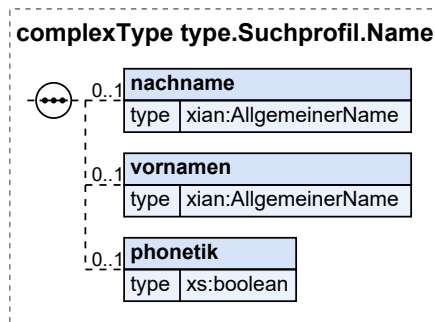 complexType type.Suchprofil.Name
0..1 nachname
type xian:AllgemeinerName
0..1 vornamen
type xian:AllgemeinerName
0..1 phonetik
type xs:boolean